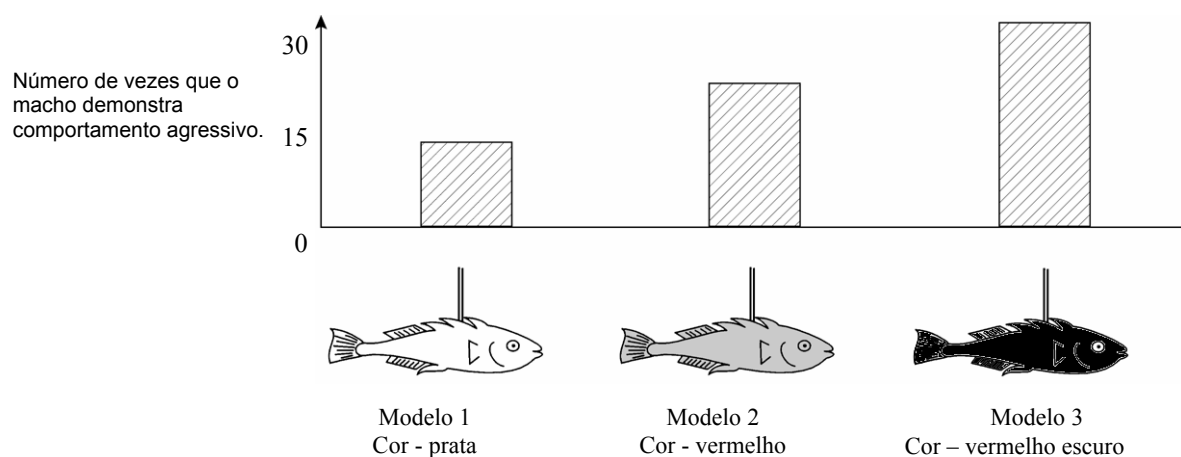 30
Número de vezes que o
macho demonstra
comportamento agressivo.
15
0
Modelo 1
Cor - prata
Modelo 2
Cor - vermelho
Modelo 3
Cor – vermelho escuro